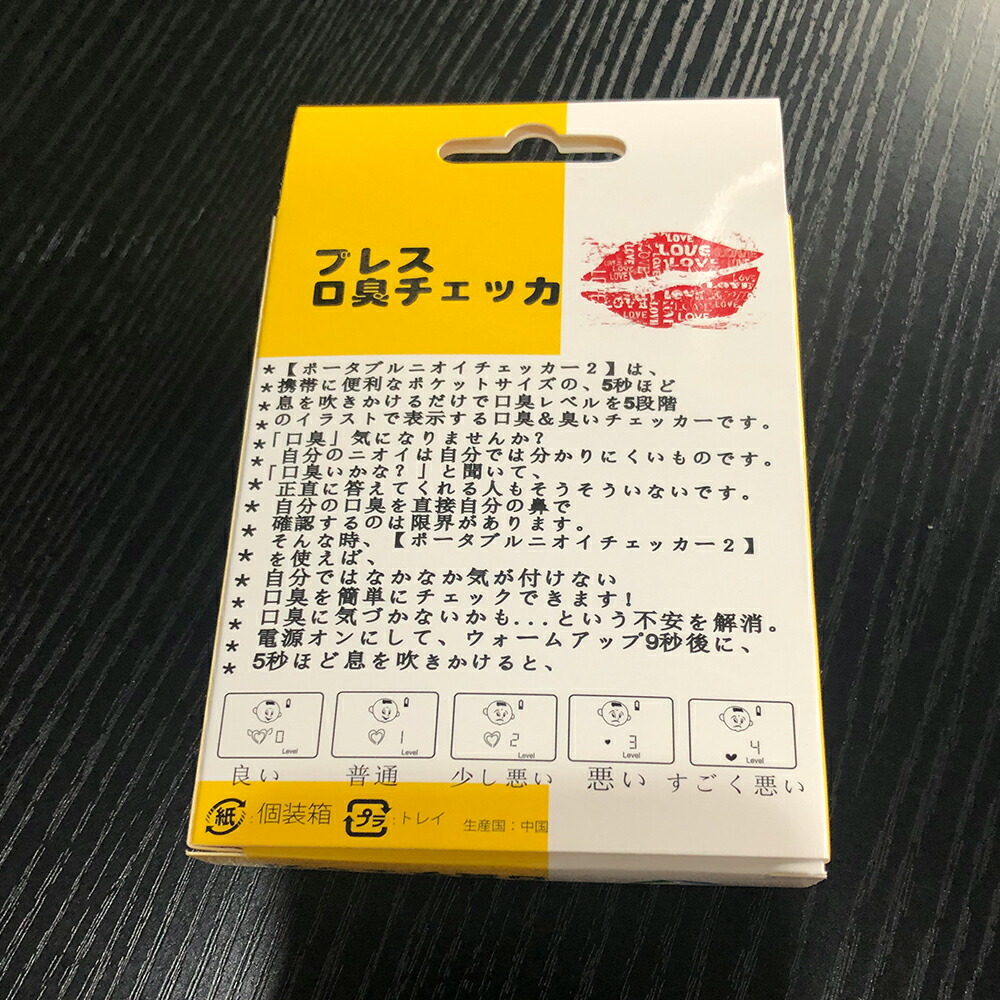 ブレス
口臭チェッカ
LOVE
LOVE
LOVE
LOVE
LOVE
LOVE
LOVE
*【ポータブルニオイチェッカー2】は、
*携帯に便利なポケットサイズの、5秒ほど
*息を吹きかけるだけで口臭レベルを5段階
*のイラストで表示する口臭&臭いチェッカーです。
*「口臭」気になりませんか?
*自分のニオイは自分では分かりにくいものです。
*「口臭いかな?」と聞いて、
*正直に答えてくれる人もそうそういないです。
*自分の口臭を直接自分の鼻で
確認するのは限界があります。
*そんな時、【ポータブルニオイチェッカー2】
*を使えば、
*自分ではなかなか気が付けない
*口臭を簡単にチェックできます!
*口臭に気づかないかも...という不安を解消。
*電源オンにして、ウォームアップ9秒後に、
*5秒ほど息を吹きかけると、
0 Level
1 Level
2 Level
3 Level
4 Level
良い 普通 少し悪い 悪い すごく悪い
紙:個装箱 プラ:トレイ 生産国:中国